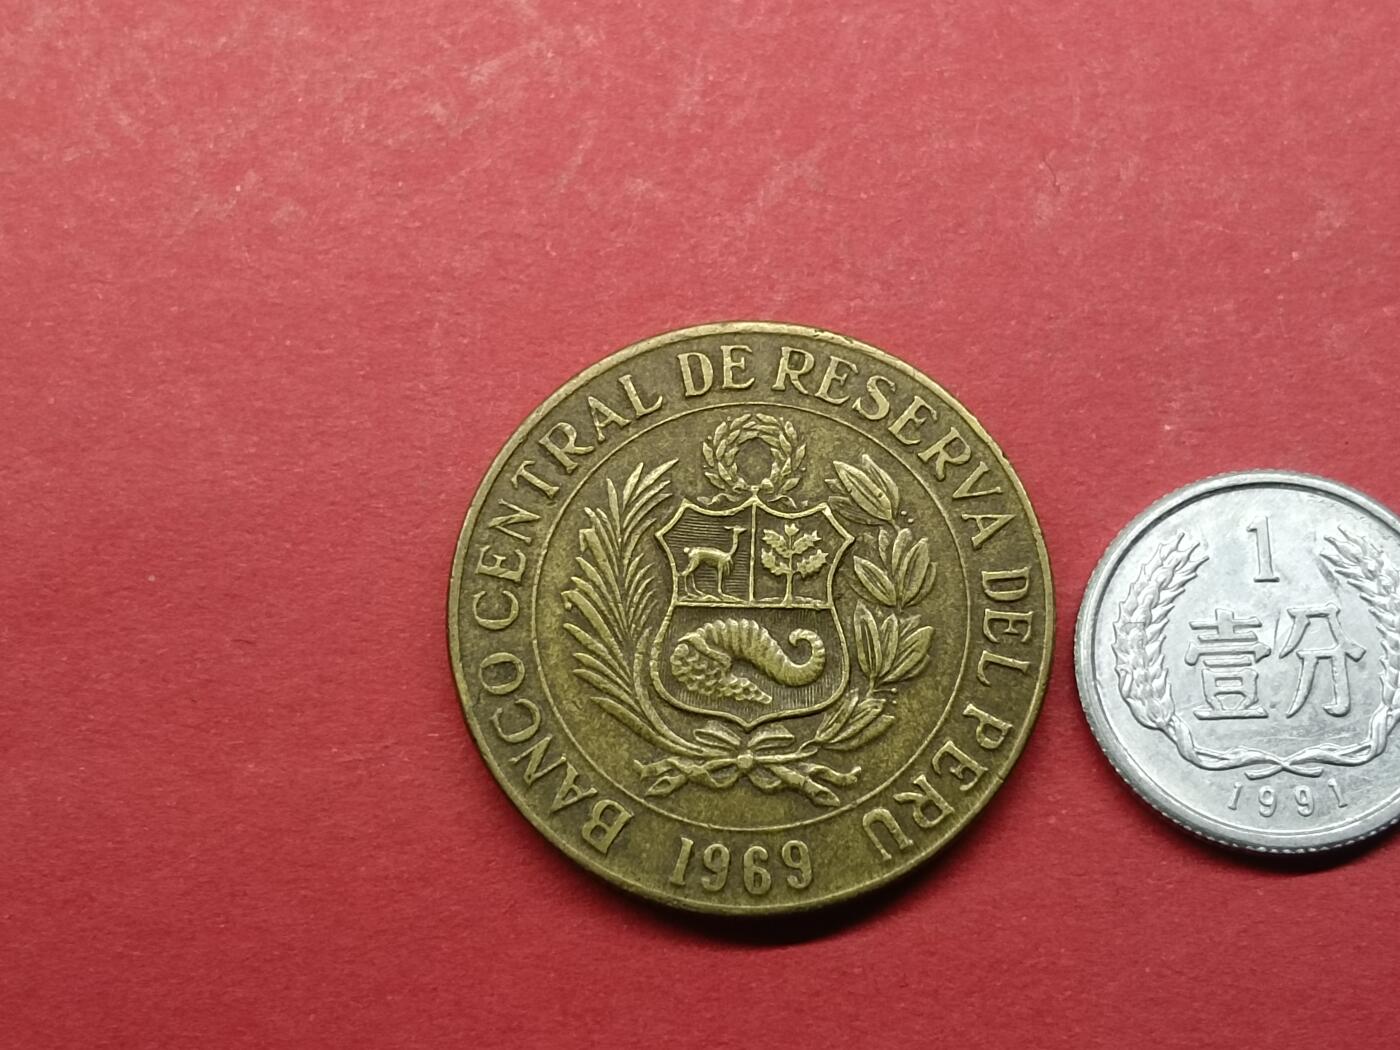 BANCO CENTRAL DE RESERVA DEL PERU
1969
1
壹分
1991